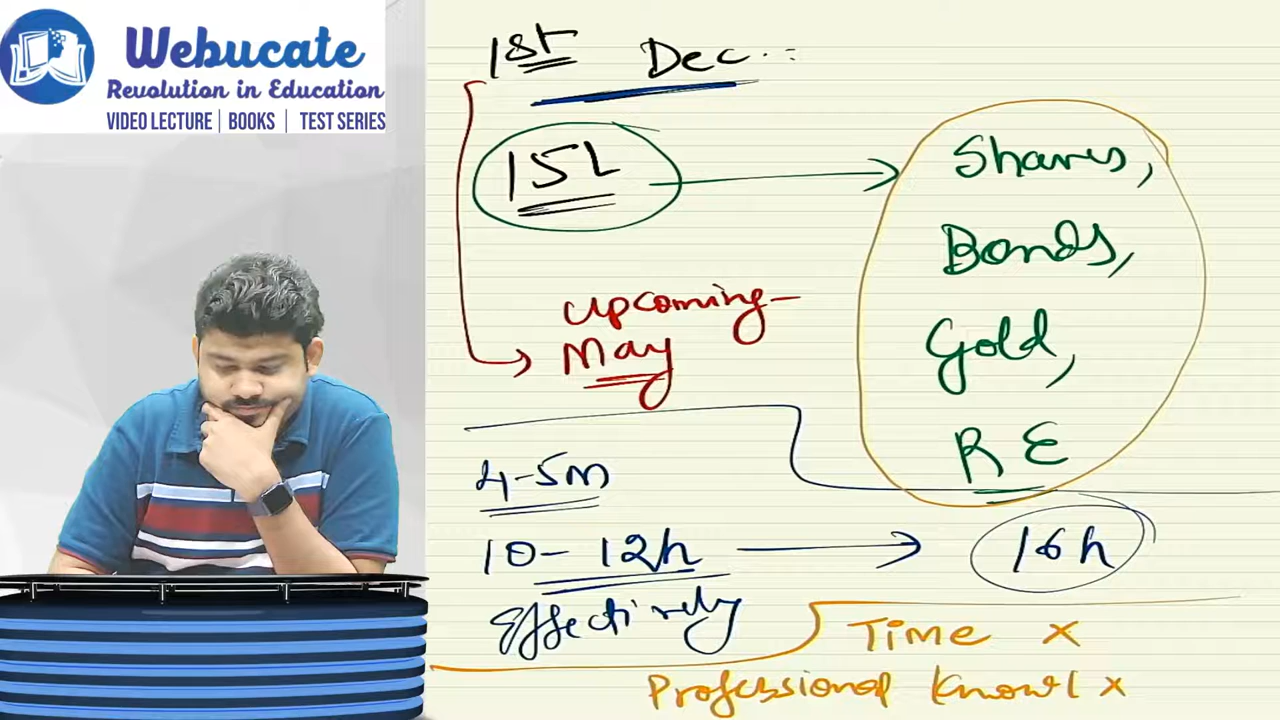 Webucate
Revolution in Education
VIDEO LECTURE | BOOKS | TEST SERIES
1st Dec
15L
Shares,
Bonds,
Gold,
RE
Upcoming
May
4-5m
10-12h
16h
Effectively
Time x
Professional Knowl x